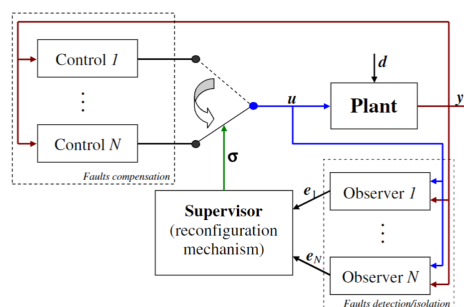 Control 1
Control N
Faults compensation
u
d
Plant
y
σ
Supervisor
(reconfiguration
mechanism)
e1
eN
Observer 1
Observer N
Faults detection/isolation